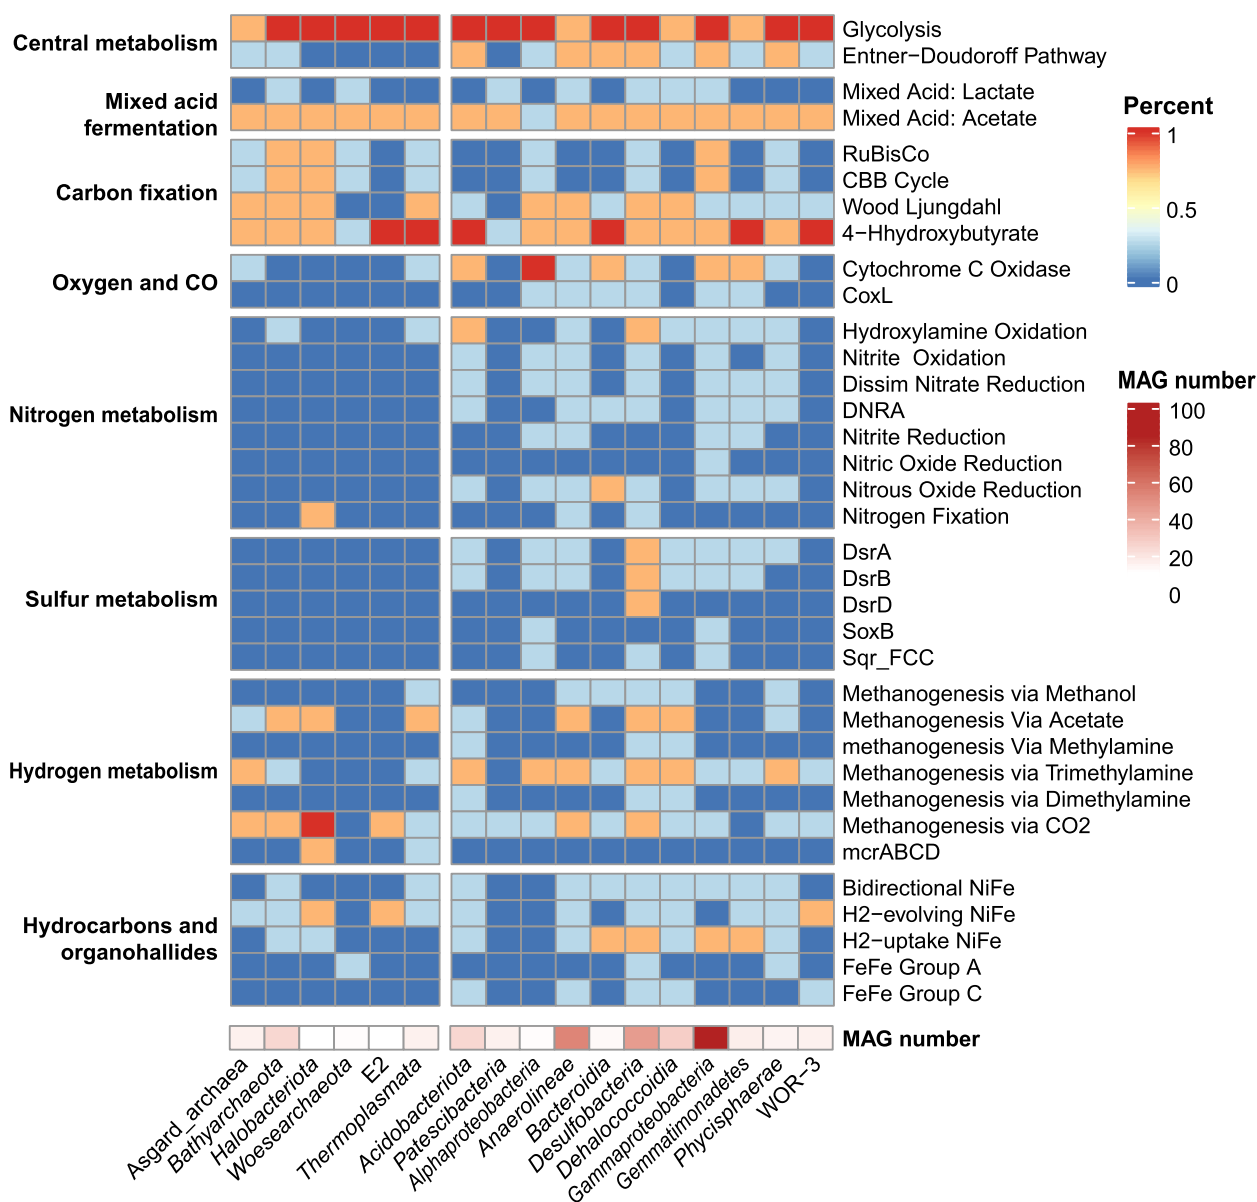 Central metabolism
Glycolysis
Entner−Doudoroff Pathway
Mixed acid
fermentation
Mixed Acid: Lactate
Mixed Acid: Acetate
Carbon fixation
RuBisCo
CBB Cycle
Wood Ljungdahl
4−Hhydroxybutyrate
Oxygen and CO
Cytochrome C Oxidase
CoxL
Nitrogen metabolism
Hydroxylamine Oxidation
Nitrite  Oxidation
Dissim Nitrate Reduction
DNRA
Nitrite Reduction
Nitric Oxide Reduction
Nitrous Oxide Reduction
Nitrogen Fixation
Sulfur metabolism
DsrA
DsrB
DsrD
SoxB
Sqr_FCC
Hydrogen metabolism
Methanogenesis via Methanol
Methanogenesis Via Acetate
methanogenesis Via Methylamine
Methanogenesis via Trimethylamine
Methanogenesis via Dimethylamine
Methanogenesis via CO2
mcrABCD
Hydrocarbons and
organohallides
Bidirectional NiFe
H2−evolving NiFe
H2−uptake NiFe
FeFe Group A
FeFe Group C
MAG number
Asgard_archaea
Bathyarchaeota
Halobacteriota
Woesearchaeota
E2
Thermoplasmata
Acidobacteriota
Patescibacteria
Alphaproteobacteria
Anaerolineae
Bacteroidia
Desulfobacteria
Dehalococcoidia
Gammaproteobacteria
Gemmatimonadetes
Phycisphaerae
WOR−3
Percent
1
0.5
0
MAG number
100
80
60
40
20
0